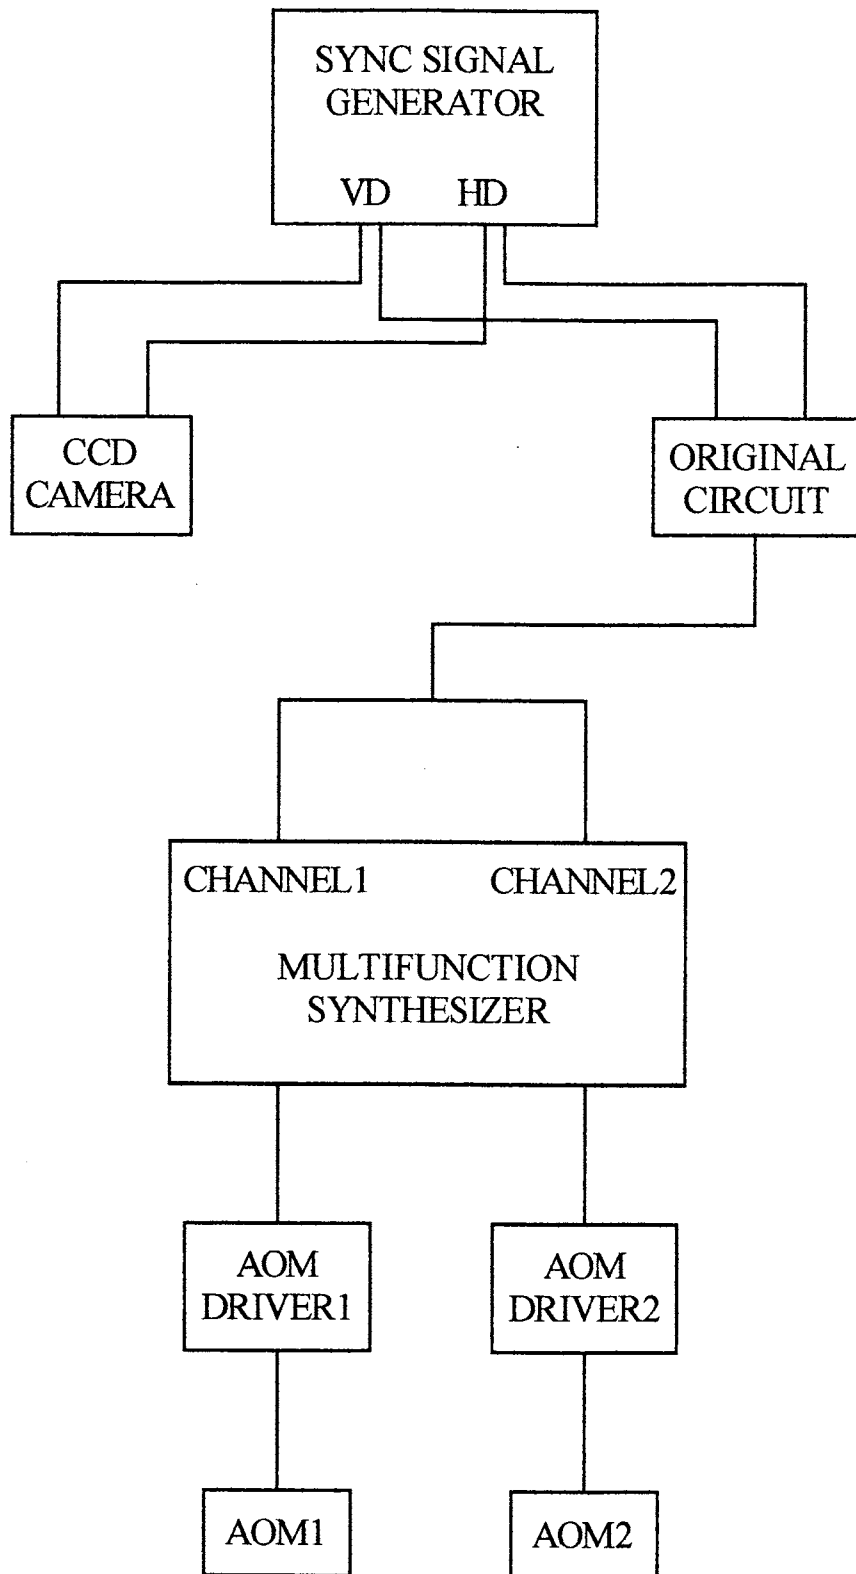 SYNC SIGNAL
GENERATOR
VD HD
CCD
CAMERA
ORIGINAL
CIRCUIT
CHANNEL1 CHANNEL2
MULTIFUNCTION
SYNTHESIZER
AOM
DRIVER1
AOM
DRIVER2
AOM1
AOM2